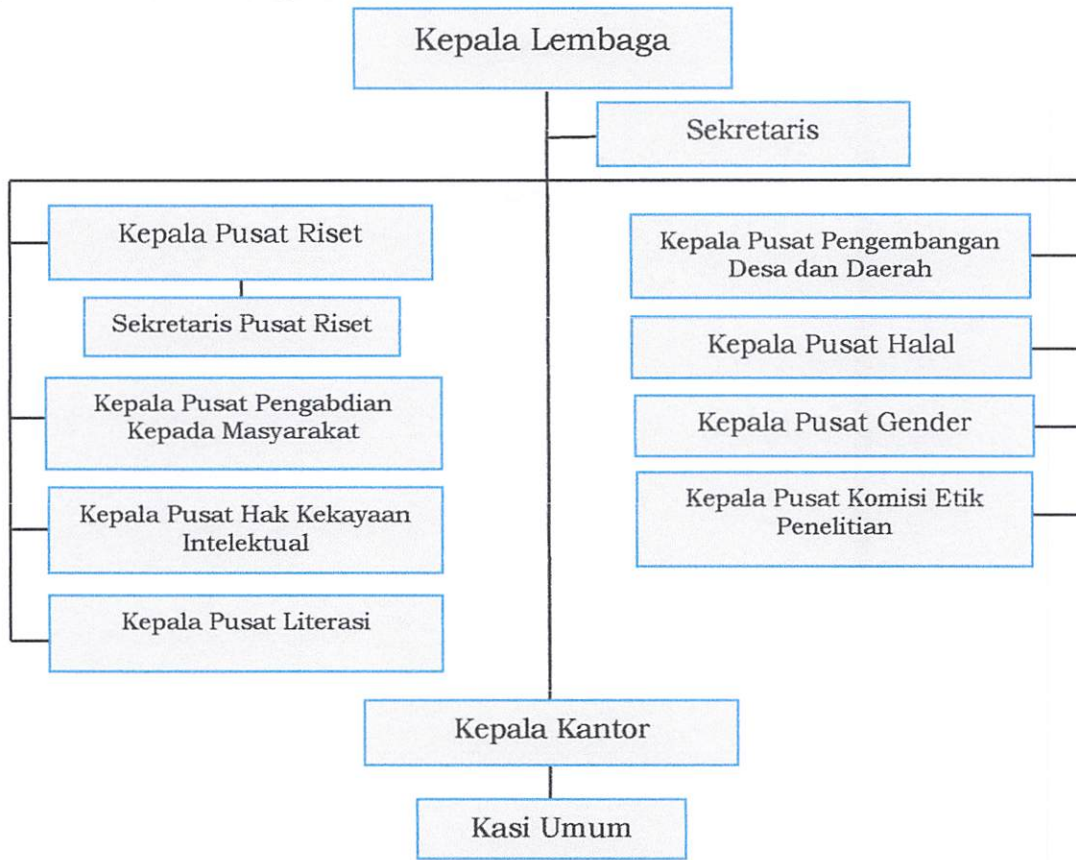 Kepala Lembaga
Sekretaris
Kepala Pusat Riset
Sekretaris Pusat Riset
Kepala Pusat Pengabdian
Kepada Masyarakat
Kepala Pusat Hak Kekayaan
Intelektual
Kepala Pusat Literasi
Kepala Pusat Pengembangan
Desa dan Daerah
Kepala Pusat Halal
Kepala Pusat Gender
Kepala Pusat Komisi Etik
Penelitian
Kepala Kantor
Kasi Umum